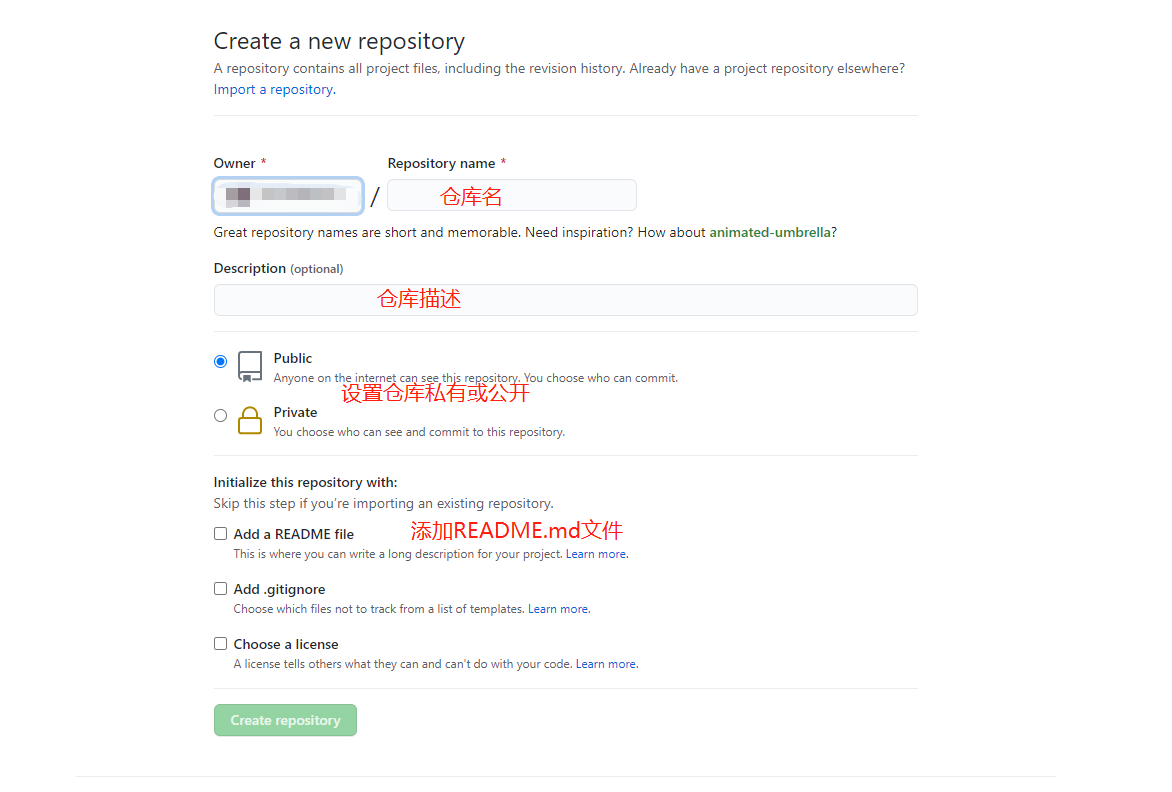 Create a new repository
A repository contains all project files, including the revision history. Already have a project repository elsewhere?
Import a repository.
Owner * Repository name *
/ 仓库名
Great repository names are short and memorable. Need inspiration? How about animated-umbrella?
Description (optional)
仓库描述
Public
Anyone on the internet can see this repository. You choose who can commit.
设置仓库私有或公开
Private
You choose who can see and commit to this repository.
Initialize this repository with:
Skip this step if you're importing an existing repository.
Add a README file 添加README.md文件
This is where you can write a long description for your project. Learn more.
Add .gitignore
Choose which files not to track from a list of templates. Learn more.
Choose a license
A license tells others what they can and can't do with your code. Learn more.
Create repository